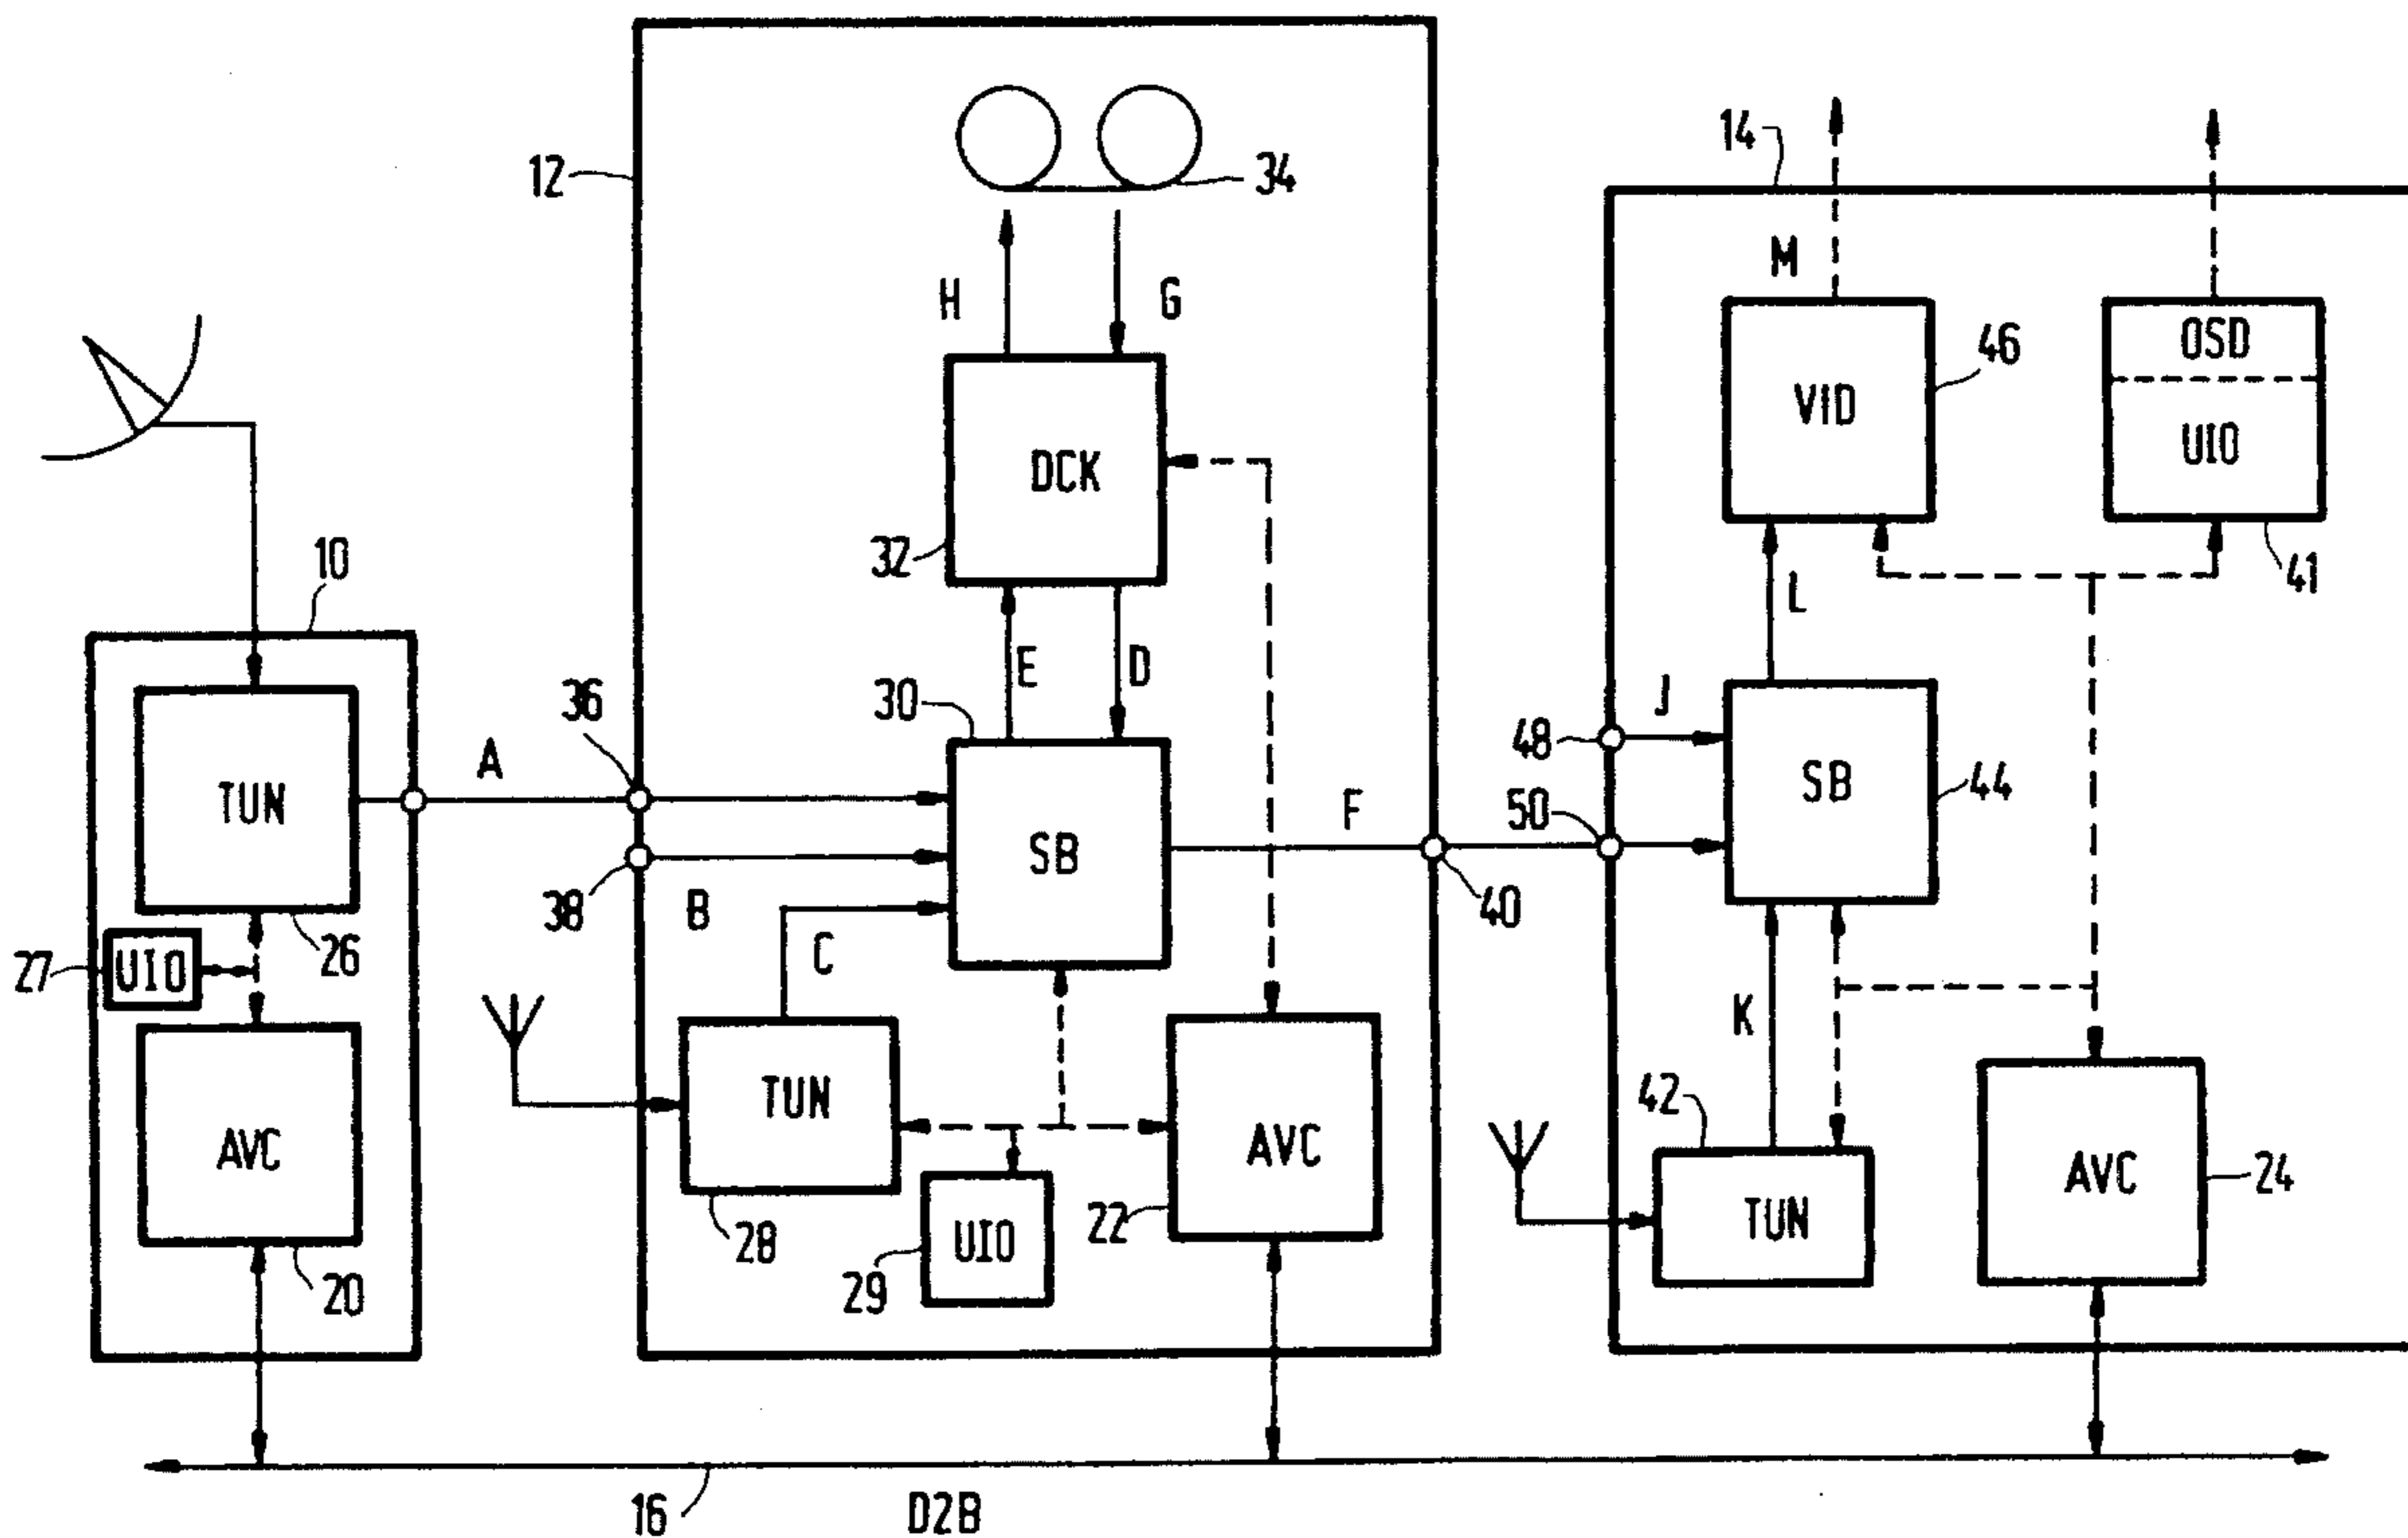 12
34
14
H
G
M
OSD
46
VID
DCK
UIO
32
10
L
41
E
D
30
36
J
A
48
SB
44
TUN
F
50
SB
38
B
40
27
UIO
26
C
K
TUN
42
AVC
AVC
AVC
24
TUN
22
28
UIO
29
20
16
D2B